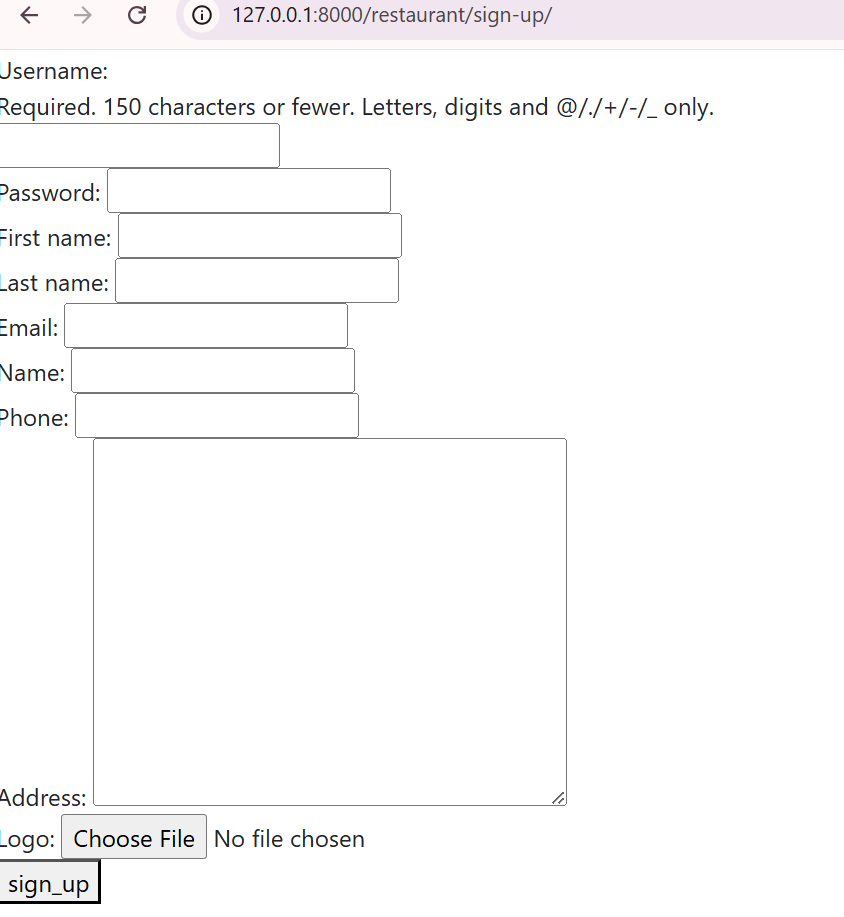 127.0.0.1:8000/restaurant/sign-up/
Username:
Required. 150 characters or fewer. Letters, digits and @/./+/-/_ only.
Password:
First name:
Last name:
Email:
Name:
Phone:
Address:
Logo: Choose File No file chosen
sign_up